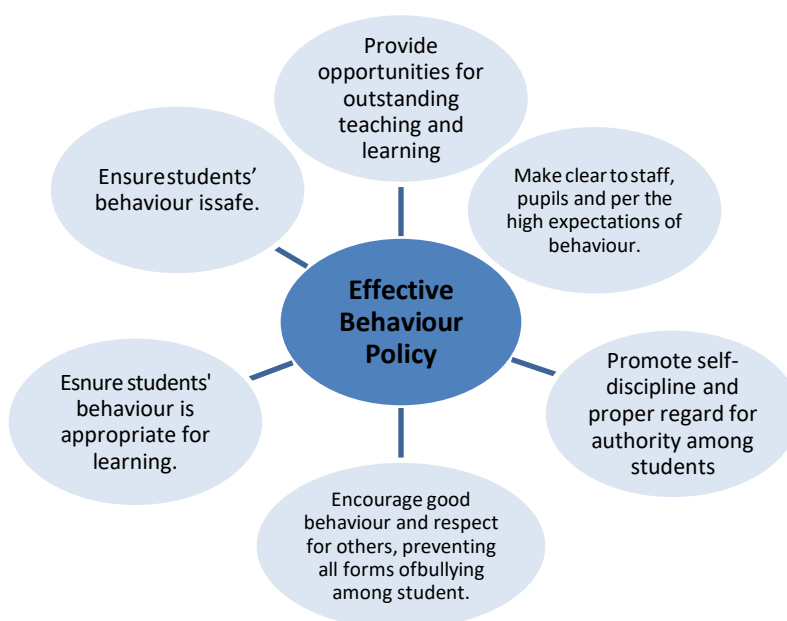 Provide
opportunities for
outstanding
teaching and
learning
Make clear to staff,
pupils and per the
high expectations of
behaviour.
Promote self-
discipline and
proper regard for
authority among
students
Encourage good
behaviour and respect
for others, preventing
all forms ofbullying
among student.
Esnure students'
behaviour is
appropriate for
learning.
Ensurestudents’
behaviour issafe.
Effective
Behaviour
Policy